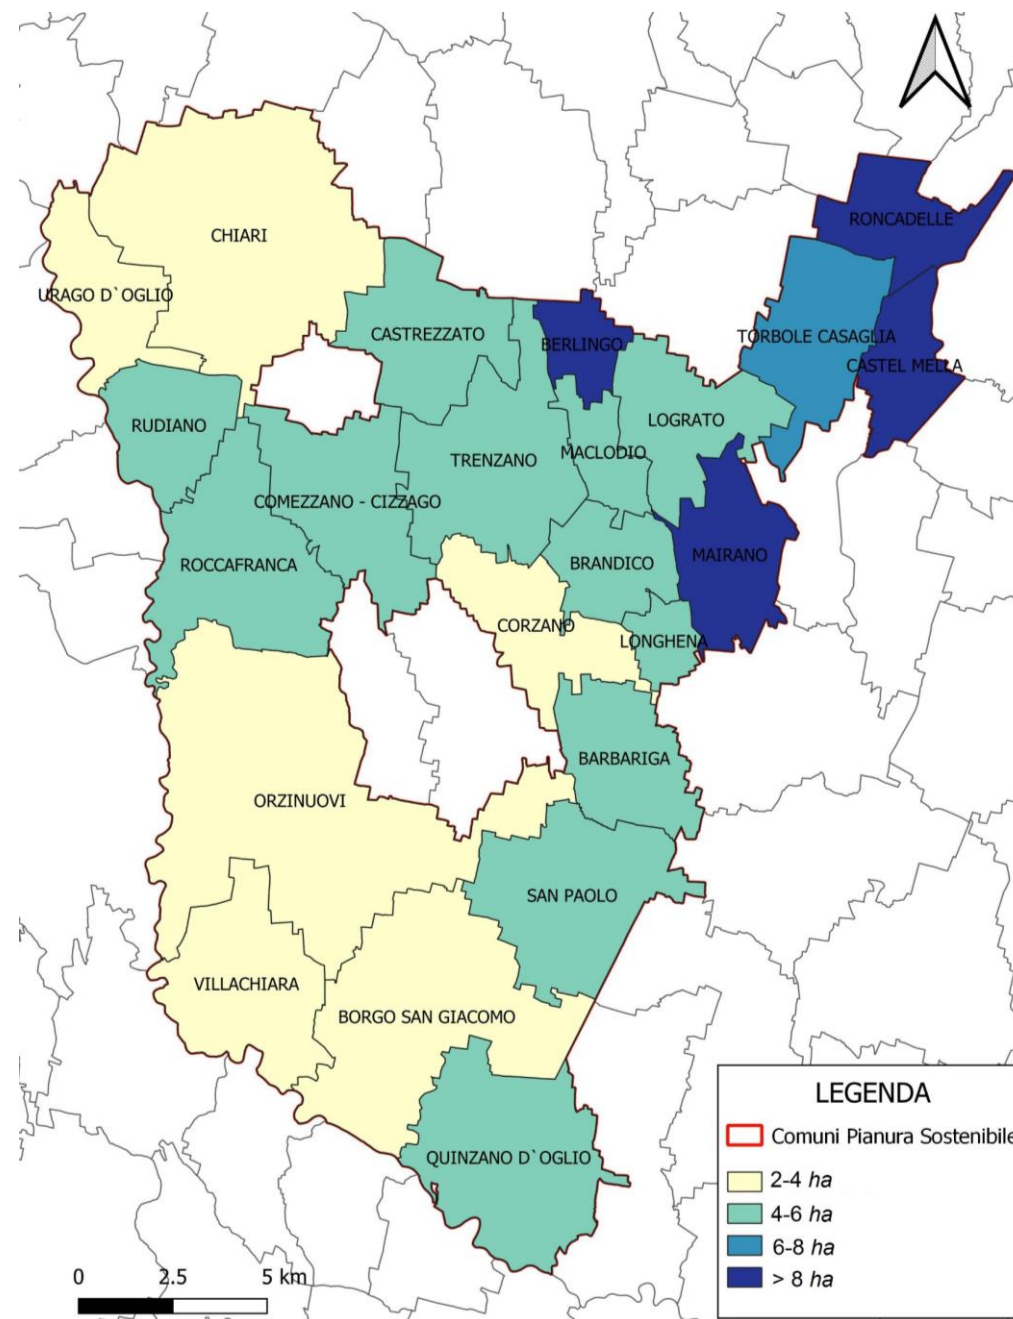 RONCADELLE
CHIARI
URAGO D`OGLIO
CASTREZZATO
BERLINGO
TORBOLE CASAGLIA
CASTEL MELLA
RUDIANO
LOGRATO
TRENZANO
MACLODIO
COMEZZANO - CIZZAGO
MAIRANO
ROCCAFRANCA
BRANDICO
CORZANO
LONGHENA
BARBARIGA
ORZINUOVI
SAN PAOLO
VILLACHIARA
BORGO SAN GIACOMO
QUINZANO D`OGLIO
LEGENDA
Comuni Pianura Sostenibile
2-4 ha
4-6 ha
6-8 ha
> 8 ha
0 2.5 5 km